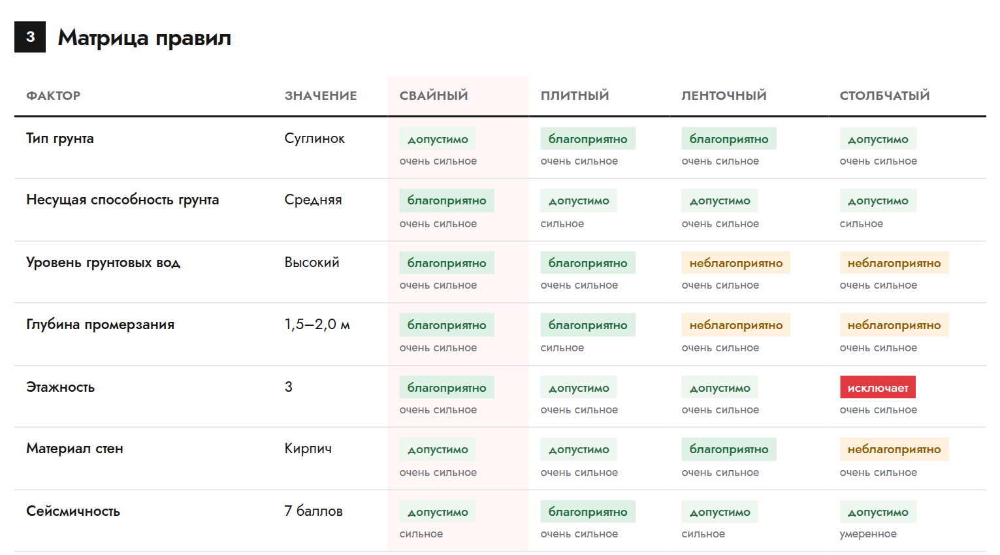 3 Матрица правил
ФАКТОР ЗНАЧЕНИЕ СВАЙНЫЙ ПЛИТНЫЙ ЛЕНТОЧНЫЙ СТОЛБЧАТЫЙ
Тип грунта Суглинок допустимо благоприятно благоприятно допустимо
очень сильное очень сильное очень сильное очень сильное
Несущая способность грунта Средняя благоприятно допустимо допустимо допустимо
очень сильное сильное очень сильное сильное
Уровень грунтовых вод Высокий благоприятно благоприятно неблагоприятно неблагоприятно
очень сильное очень сильное очень сильное очень сильное
Глубина промерзания 1,5–2,0 м благоприятно благоприятно неблагоприятно неблагоприятно
очень сильное сильное очень сильное очень сильное
Этажность 3 благоприятно допустимо допустимо исключает
очень сильное очень сильное очень сильное очень сильное
Материал стен Кирпич допустимо допустимо благоприятно неблагоприятно
очень сильное очень сильное очень сильное очень сильное
Сейсмичность 7 баллов допустимо благоприятно допустимо допустимо
сильное очень сильное сильное умеренное